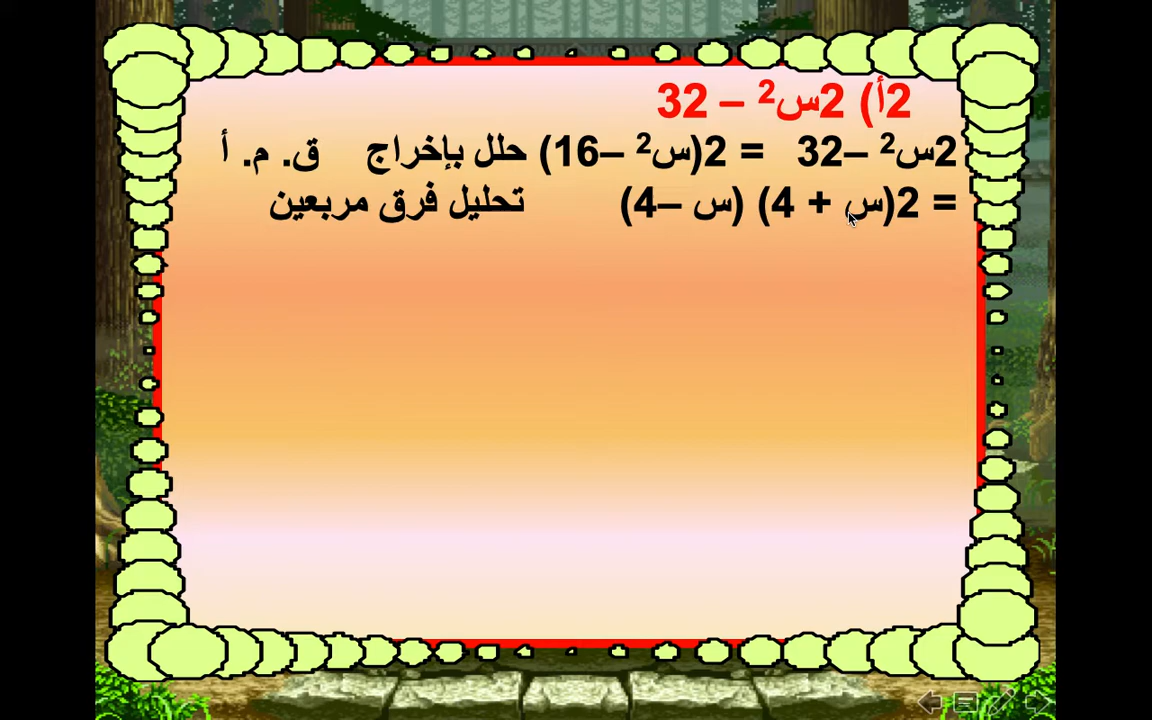 2أ) 2س² – 32
2س² –32 = 2(س² –16) حلل بإخراج ق. م. أ
= 2(س + 4) (س –4) تحليل فرق مربعين